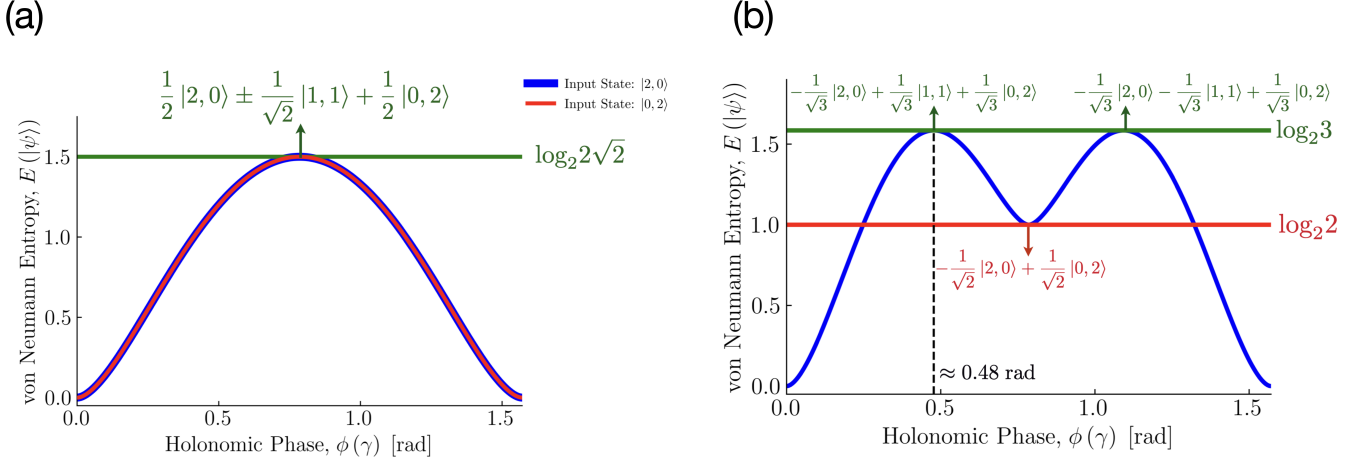 (a)
1/2 |2,0⟩ ± 1/√2 |1,1⟩ + 1/2 |0,2⟩
Input State: |2,0⟩
Input State: |0,2⟩
log₂2√2
von Neumann Entropy, E (|ψ⟩)
1.5
1.0
0.5
0.0
0.0
0.5
1.0
1.5
Holonomic Phase, ϕ (γ) [rad]
(b)
−1/√3 |2,0⟩ + 1/√3 |1,1⟩ + 1/√3 |0,2⟩
−1/√3 |2,0⟩ − 1/√3 |1,1⟩ + 1/√3 |0,2⟩
log₂3
log₂2
−1/√2 |2,0⟩ + 1/√2 |0,2⟩
≈ 0.48 rad
von Neumann Entropy, E (|ψ⟩)
1.5
1.0
0.5
0.0
0.0
0.5
1.0
1.5
Holonomic Phase, ϕ (γ) [rad]